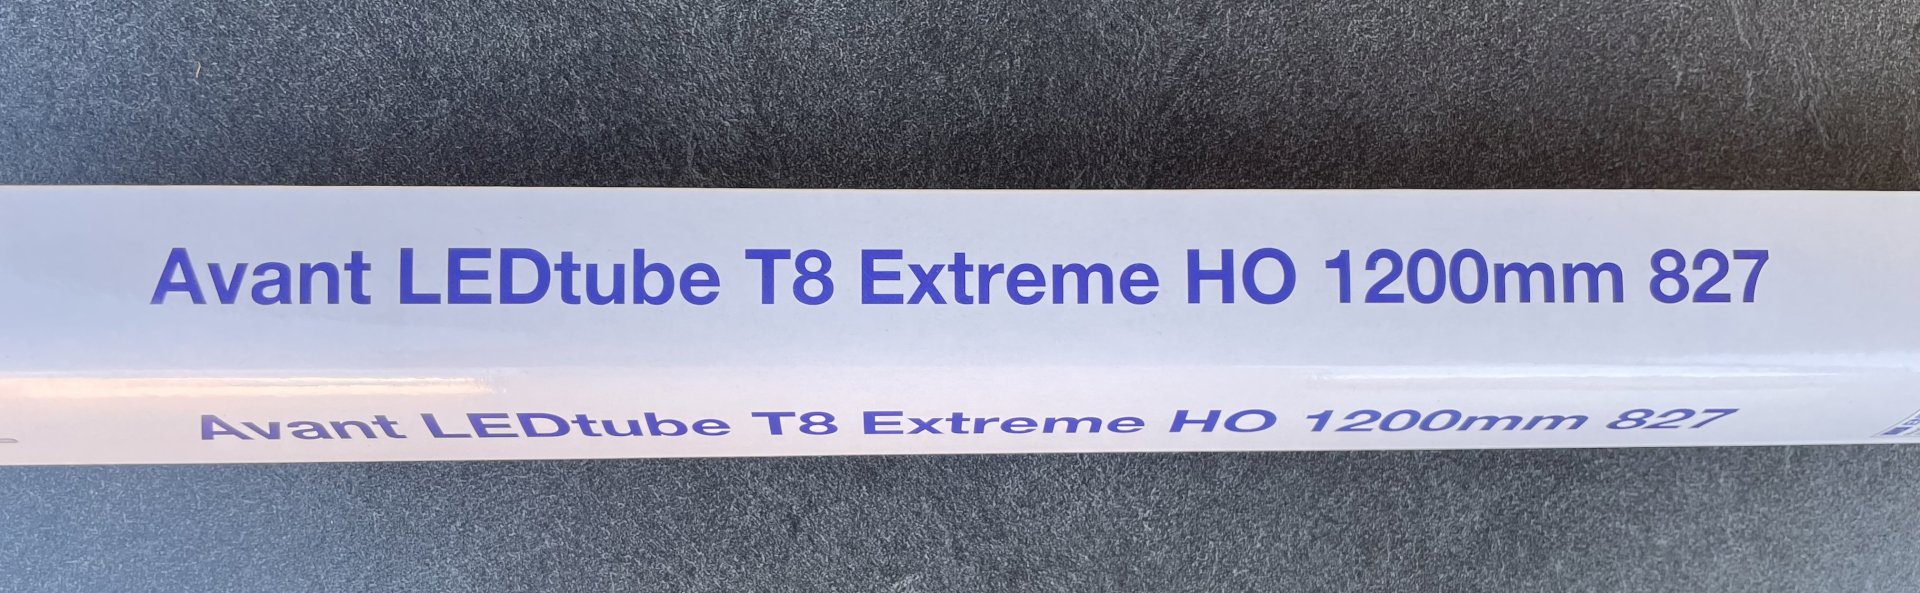 Avant LEDtube T8 Extreme HO 1200mm 827
Avant LEDtube T8 Extreme HO 1200mm 827